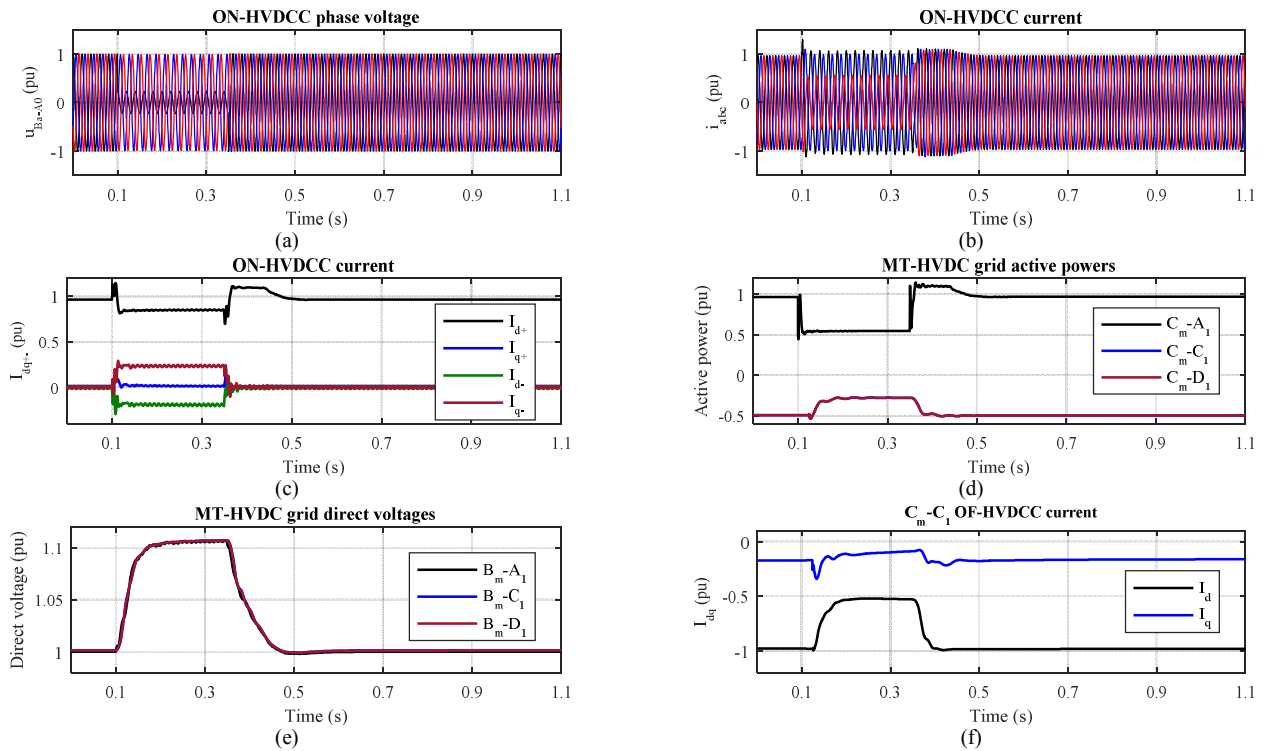 ON-HVDCC phase voltage
u_Ba-A0 (pu)
1
0
-1
0.1 0.3 0.5 0.7 0.9 1.1
Time (s)
(a)
ON-HVDCC current
i_abc (pu)
1
0
-1
0.1 0.3 0.5 0.7 0.9 1.1
Time (s)
(b)
ON-HVDCC current
I_dq+- (pu)
1
0.5
0
I_d+
I_q+
I_d-
I_q-
0.1 0.3 0.5 0.7 0.9 1.1
Time (s)
(c)
MT-HVDC grid active powers
Active power (pu)
1
0.5
0
-0.5
C_m-A_1
C_m-C_1
C_m-D_1
0.1 0.3 0.5 0.7 0.9 1.1
Time (s)
(d)
MT-HVDC grid direct voltages
Direct voltage (pu)
1.1
1.05
1
B_m-A_1
B_m-C_1
B_m-D_1
0.1 0.3 0.5 0.7 0.9 1.1
Time (s)
(e)
C_m-C_1 OF-HVDCC current
I_dq (pu)
0
-0.5
-1
I_d
I_q
0.1 0.3 0.5 0.7 0.9 1.1
Time (s)
(f)